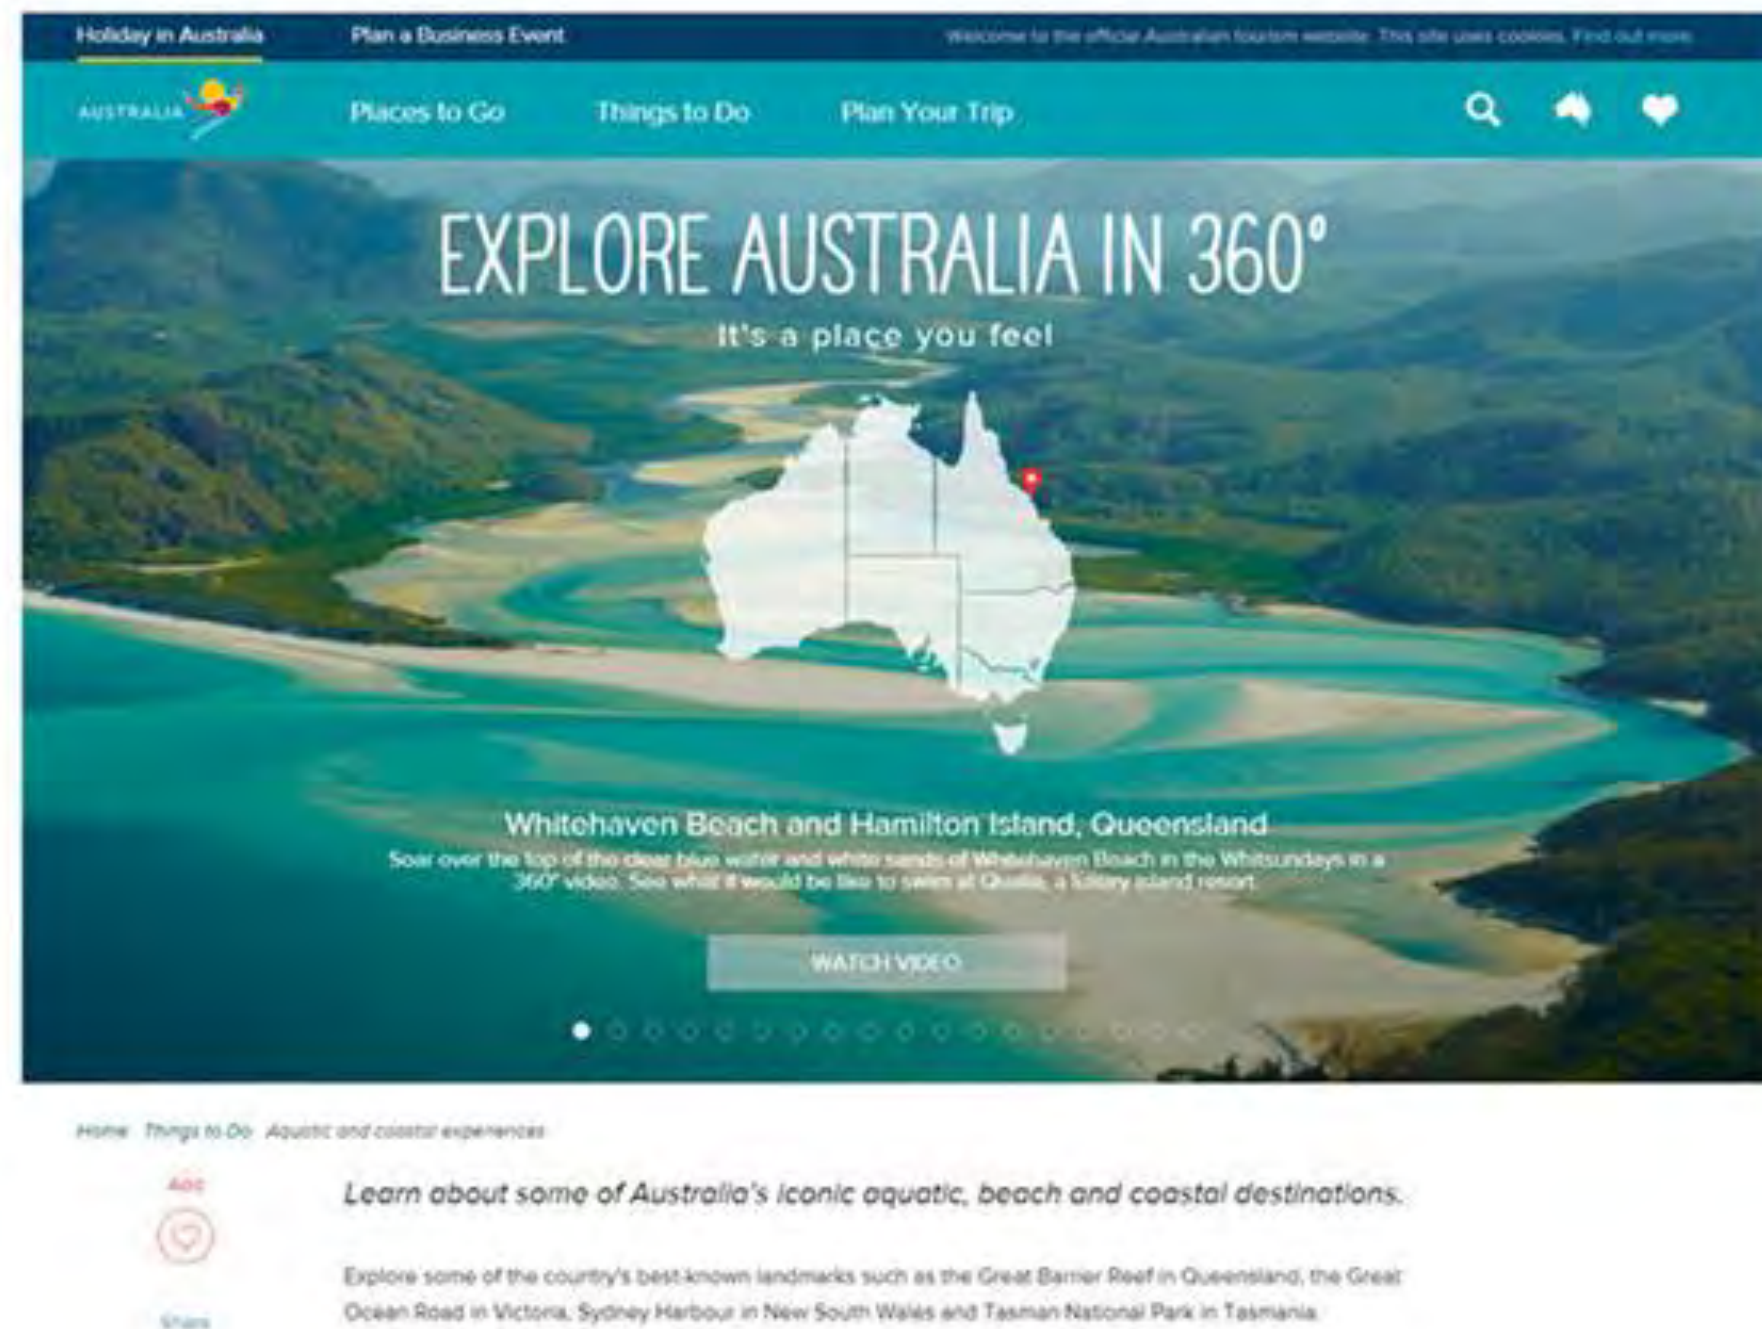 Holiday in Australia
Plan a Business Event
Welcome to the official Australian tourism website. This site uses cookies. Find out more
AUSTRALIA
Places to Go
Things to Do
Plan Your Trip
EXPLORE AUSTRALIA IN 360°
It's a place you feel
Whitehaven Beach and Hamilton Island, Queensland
Soar over the top of the clear blue water and white sands of Whitehaven Beach in the Whitsundays in a
360° video. See what it would be like to swim at Qualia, a luxury island resort.
WATCH VIDEO
Home Things to Do Aquatic and coastal experiences
Add
Learn about some of Australia's iconic aquatic, beach and coastal destinations.
Explore some of the country's best-known landmarks such as the Great Barrier Reef in Queensland, the Great
Ocean Road in Victoria, Sydney Harbour in New South Wales and Tasman National Park in Tasmania.
Share